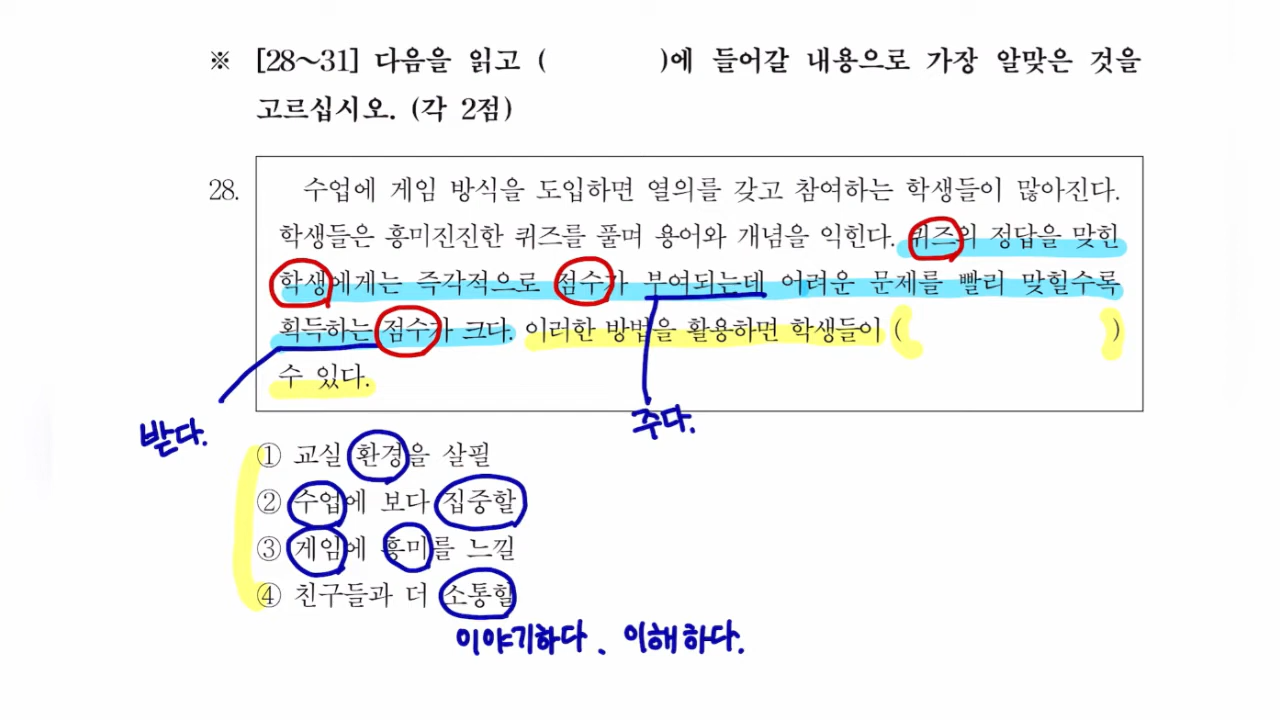 ※ [28~31] 다음을 읽고 ( )에 들어갈 내용으로 가장 알맞은 것을
고르십시오. (각 2점)
28. 수업에 게임 방식을 도입하면 열의를 갖고 참여하는 학생들이 많아진다.
학생들은 흥미진진한 퀴즈를 풀며 용어와 개념을 익힌다. 퀴즈의 정답을 맞힌
학생에게는 즉각적으로 점수가 부여되는데 어려운 문제를 빨리 맞힐수록
획득하는 점수가 크다. 이러한 방법을 활용하면 학생들이 ( )
수 있다.
받다.
주다.
① 교실 환경을 살필
② 수업에 보다 집중할
③ 게임에 흥미를 느낄
④ 친구들과 더 소통할
이야기하다、이해하다.